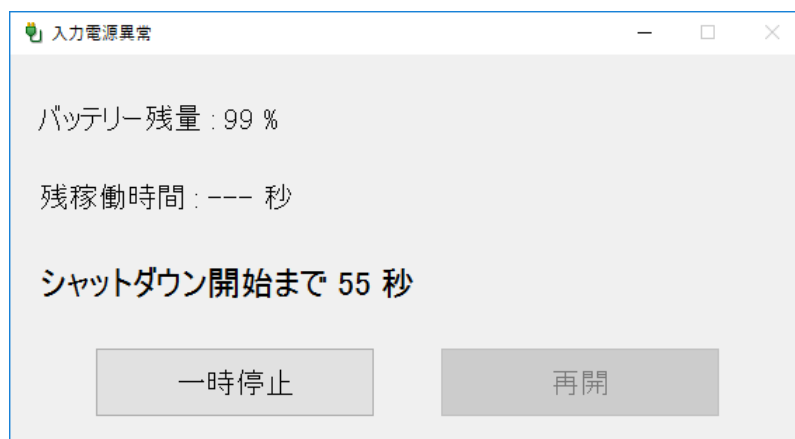 入力電源異常
バッテリー残量 : 99 %
残稼働時間 : --- 秒
シャットダウン開始まで 55 秒
一時停止
再開